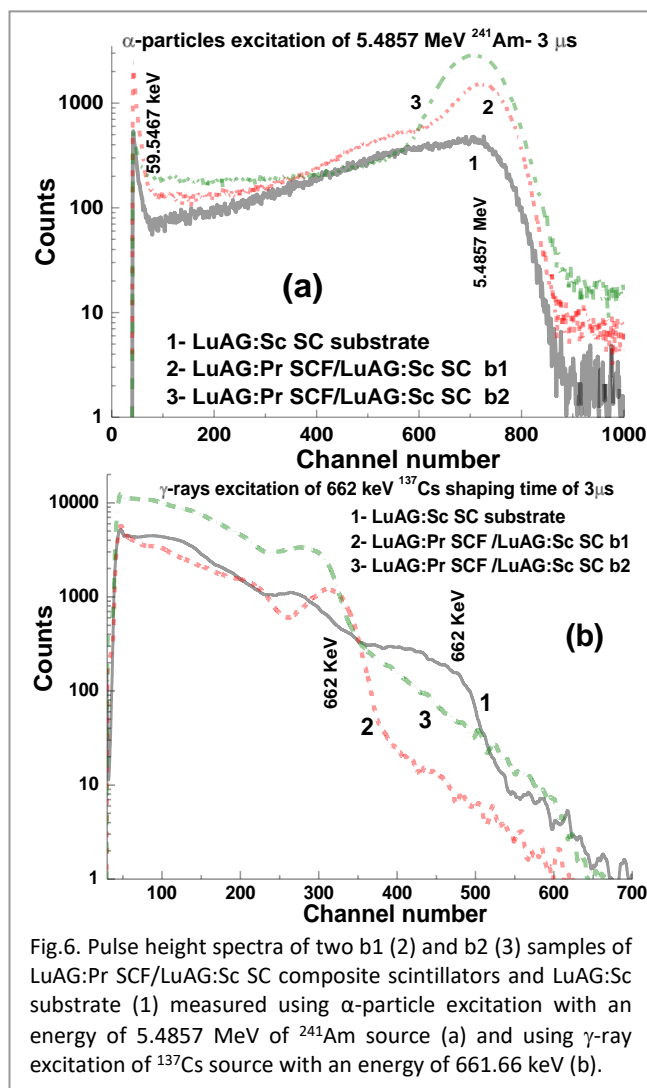 α-particles excitation of 5.4857 MeV ²⁴¹Am- 3 μs
1000
100
10
1
Counts
59.5467 keV
3
2
1
5.4857 MeV
(a)
1- LuAG:Sc SC substrate
2- LuAG:Pr SCF/LuAG:Sc SC b1
3- LuAG:Pr SCF/LuAG:Sc SC b2
0 200 400 600 800 1000
Channel number
γ-rays excitation of 662 keV ¹³⁷Cs shaping time of 3μs
10000
1000
100
10
1
Counts
1- LuAG:Sc SC substrate
2- LuAG:Pr SCF /LuAG:Sc SC b1
3- LuAG:Pr SCF /LuAG:Sc SC b2
(b)
662 KeV
662 KeV
2
3
1
100 200 300 400 500 600 700
Channel number
Fig.6. Pulse height spectra of two b1 (2) and b2 (3) samples of
LuAG:Pr SCF/LuAG:Sc SC composite scintillators and LuAG:Sc
substrate (1) measured using α-particle excitation with an
energy of 5.4857 MeV of ²⁴¹Am source (a) and using γ-ray
excitation of ¹³⁷Cs source with an energy of 661.66 keV (b).